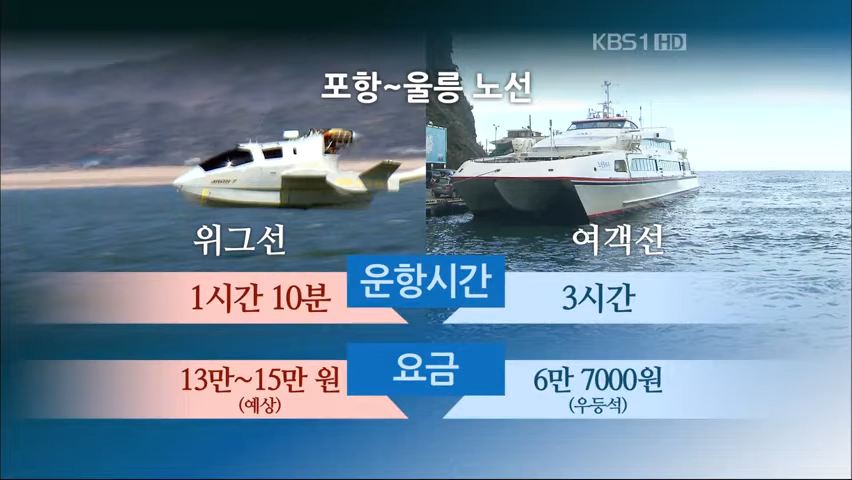 KBS1 HD
포항~울릉 노선
위그선
여객선
운항시간
1시간 10분
3시간
요금
13만~15만 원
(예상)
6만 7000원
(우등석)